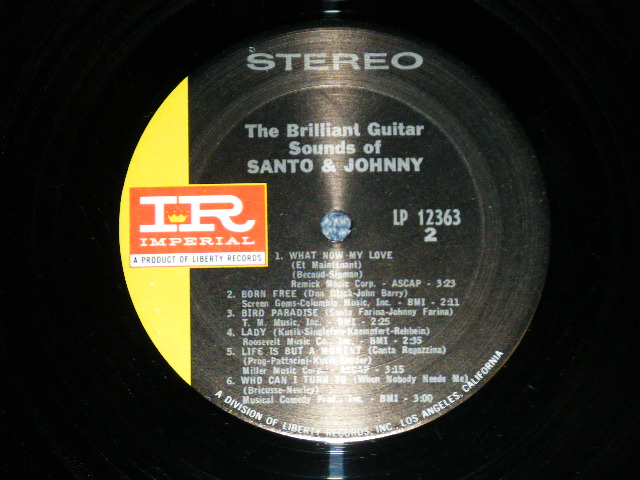 STEREO
The Brilliant Guitar
Sounds of
SANTO & JOHNNY
IR
IMPERIAL
A PRODUCT OF LIBERTY RECORDS
LP 12363
2
1. WHAT NOW MY LOVE
(Et Maintenant)
(Becaud-Sigman)
Remick Music Corp. - ASCAP - 3:23
2. BORN FREE (Don Black-John Barry)
Screen Gems-Columbia Music, Inc. - BMI - 2:11
3. BIRD PARADISE (Santo Farina-Johnny Farina)
T. M. Music, Inc. - BMI - 2:25
4. LADY (Kusik-Singleton-Kaempfert-Rehbein)
Roosevelt Music Co., Inc. - BMI - 2:35
5. LIFE IS BUT A MOMENT (Canta Ragazzina)
(Prog-Pattacini-Kusik-Snyder)
Miller Music Corp. - ASCAP - 3:15
6. WHO CAN I TURN TO (When Nobody Needs Me)
(Bricusse-Newley)
Musical Comedy Prod., Inc. - BMI - 3:00
A DIVISION OF LIBERTY RECORDS, INC., LOS ANGELES, CALIFORNIA